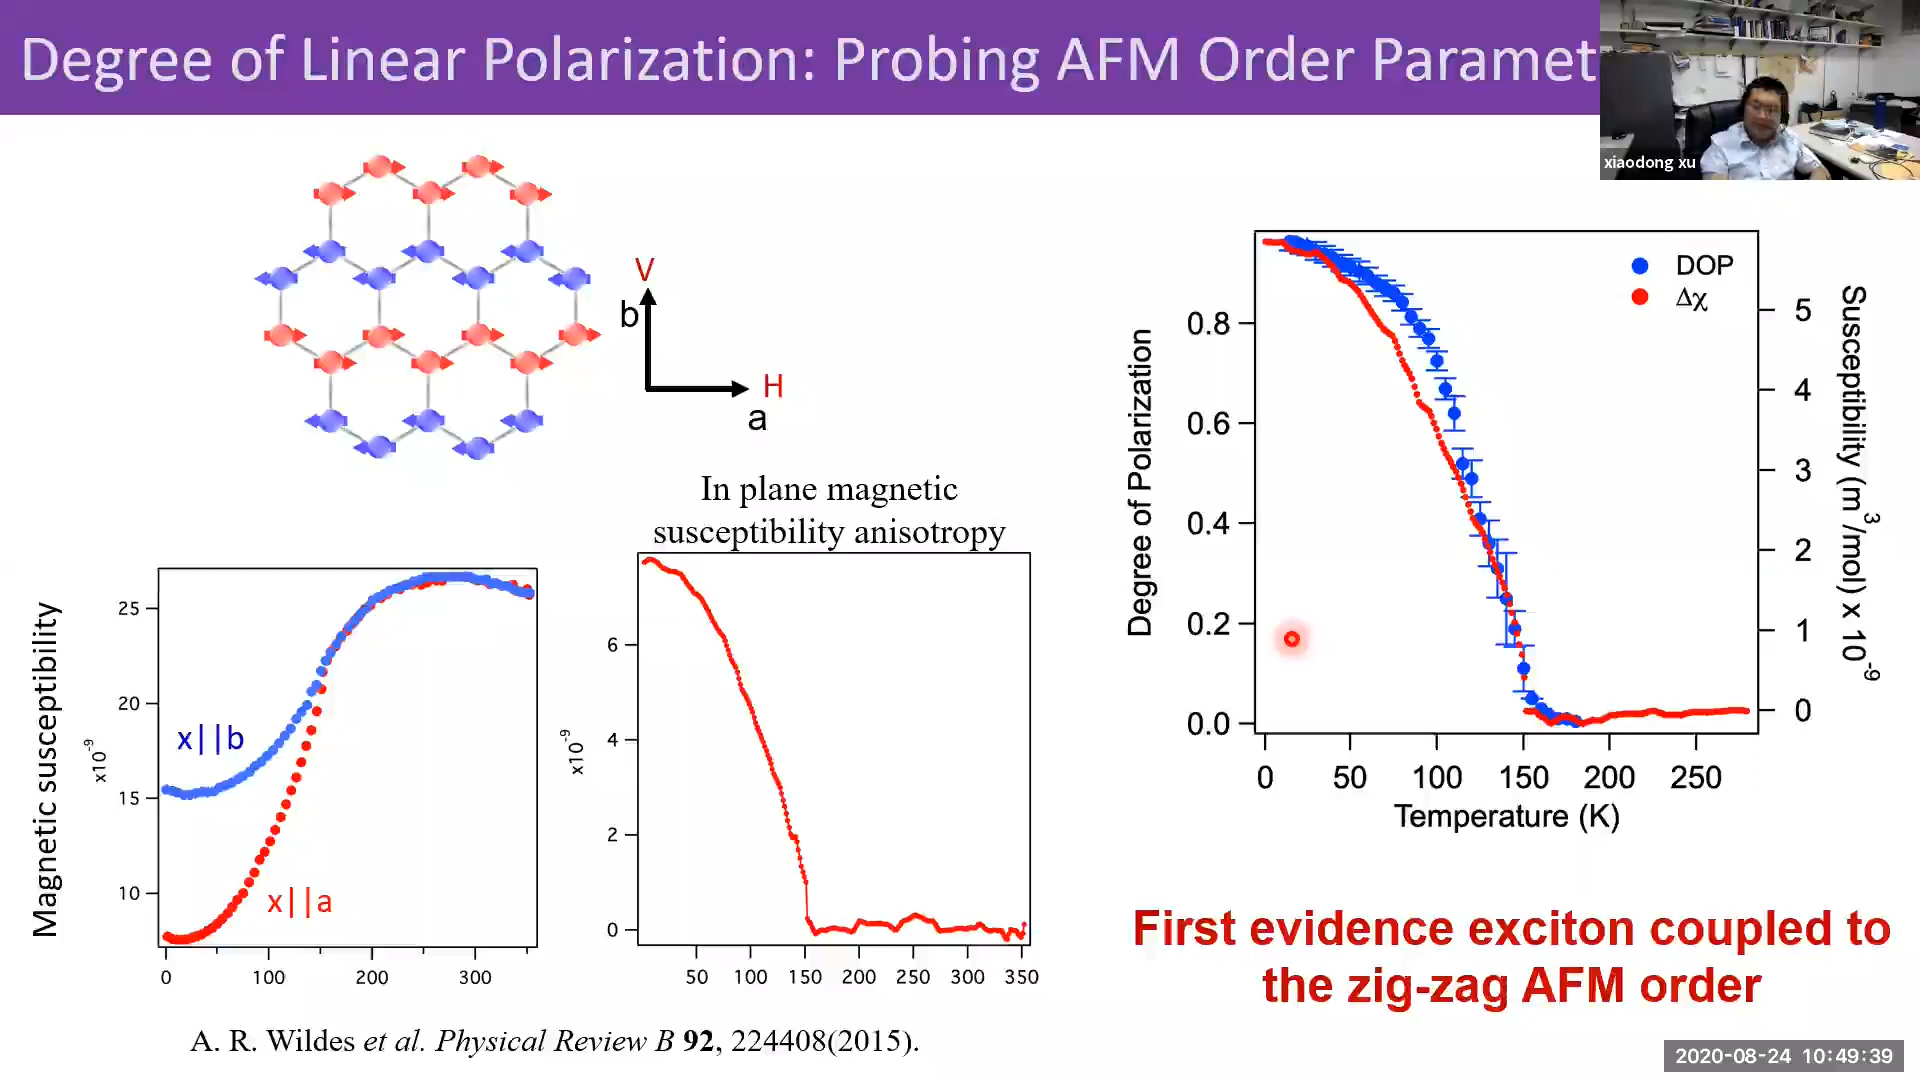 Degree of Linear Polarization: Probing AFM Order Paramet
xiaodong xu
V
b
H
a
In plane magnetic
susceptibility anisotropy
Magnetic susceptibility
x10⁻⁹
25
20
15
10
x||b
x||a
0 100 200 300
x10⁻⁹
6
4
2
0
50 100 150 200 250 300 350
A. R. Wildes et al. Physical Review B 92, 224408(2015).
DOP
Δχ
Degree of Polarization
0.8
0.6
0.4
0.2
0.0
5
4
3
2
1
0
Susceptibility (m³/mol) x 10⁻⁹
0 50 100 150 200 250
Temperature (K)
First evidence exciton coupled to
the zig-zag AFM order
2020-08-24 10:49:39